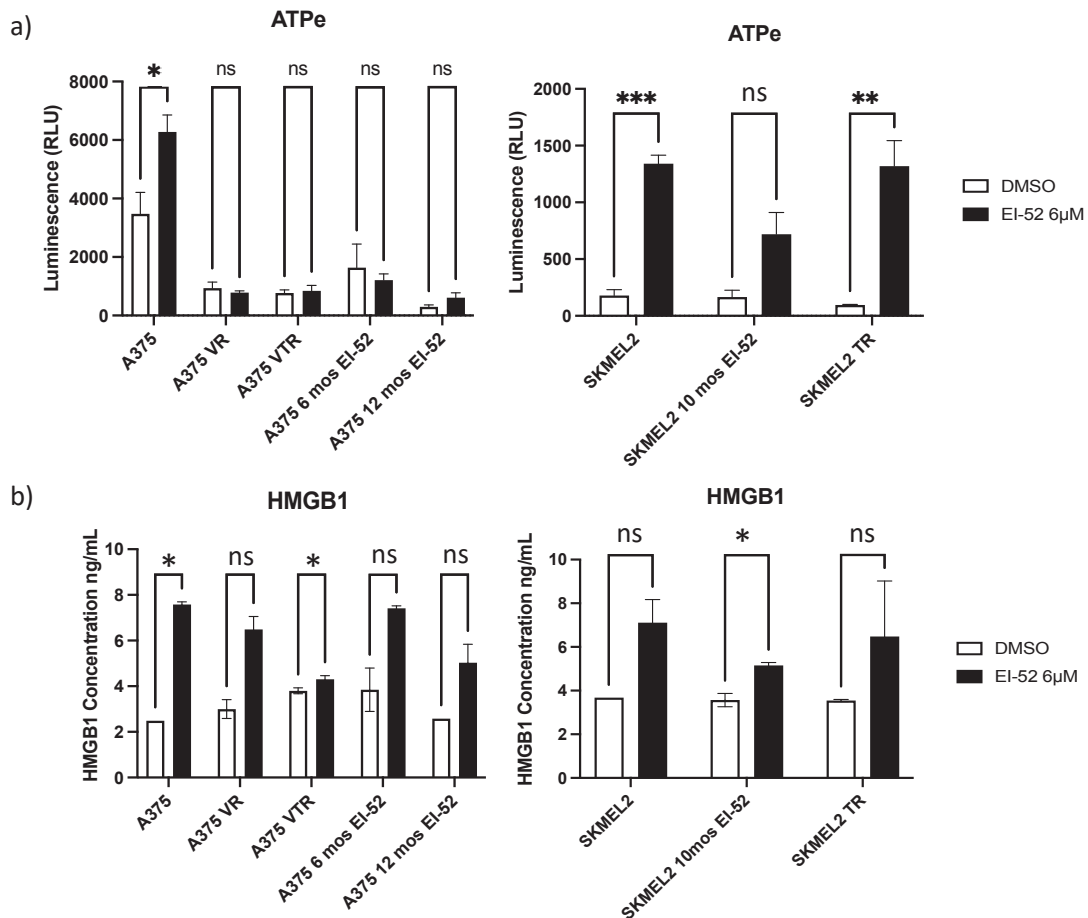 a)
ATPe
Luminescence (RLU)
8000
6000
4000
2000
0
*
ns
ns
ns
ns
A375
A375 VR
A375 VTR
A375 6 mos EI-52
A375 12 mos EI-52
ATPe
Luminescence (RLU)
2000
1500
1000
500
0
***
ns
**
SKMEL2
SKMEL2 10 mos EI-52
SKMEL2 TR
DMSO
EI-52 6µM
b)
HMGB1
HMGB1 Concentration ng/mL
10
8
6
4
2
0
*
ns
*
ns
ns
A375
A375 VR
A375 VTR
A375 6 mos EI-52
A375 12 mos EI-52
HMGB1
HMGB1 Concentration ng/mL
10
8
6
4
2
0
ns
*
ns
SKMEL2
SKMEL2 10mos EI-52
SKMEL2 TR
DMSO
EI-52 6µM